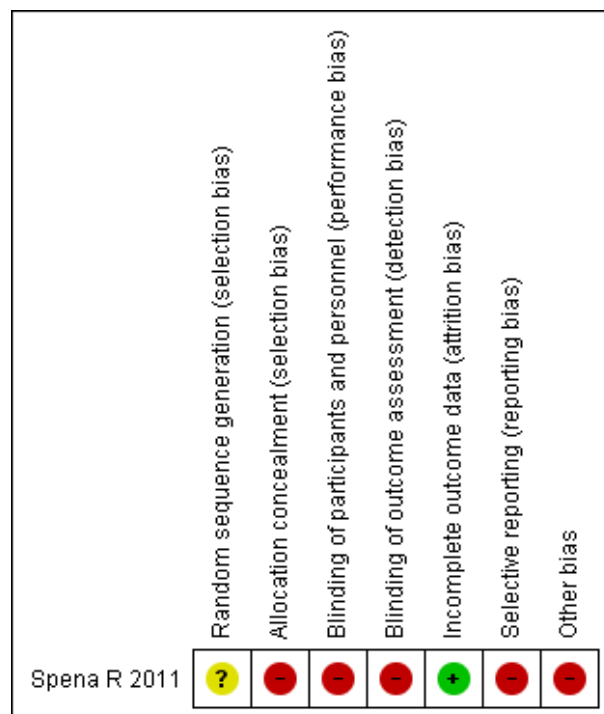 Random sequence generation (selection bias)
Allocation concealment (selection bias)
Blinding of participants and personnel (performance bias)
Blinding of outcome assessment (detection bias)
Incomplete outcome data (attrition bias)
Selective reporting (reporting bias)
Other bias
Spena R 2011 ? - - - + - -